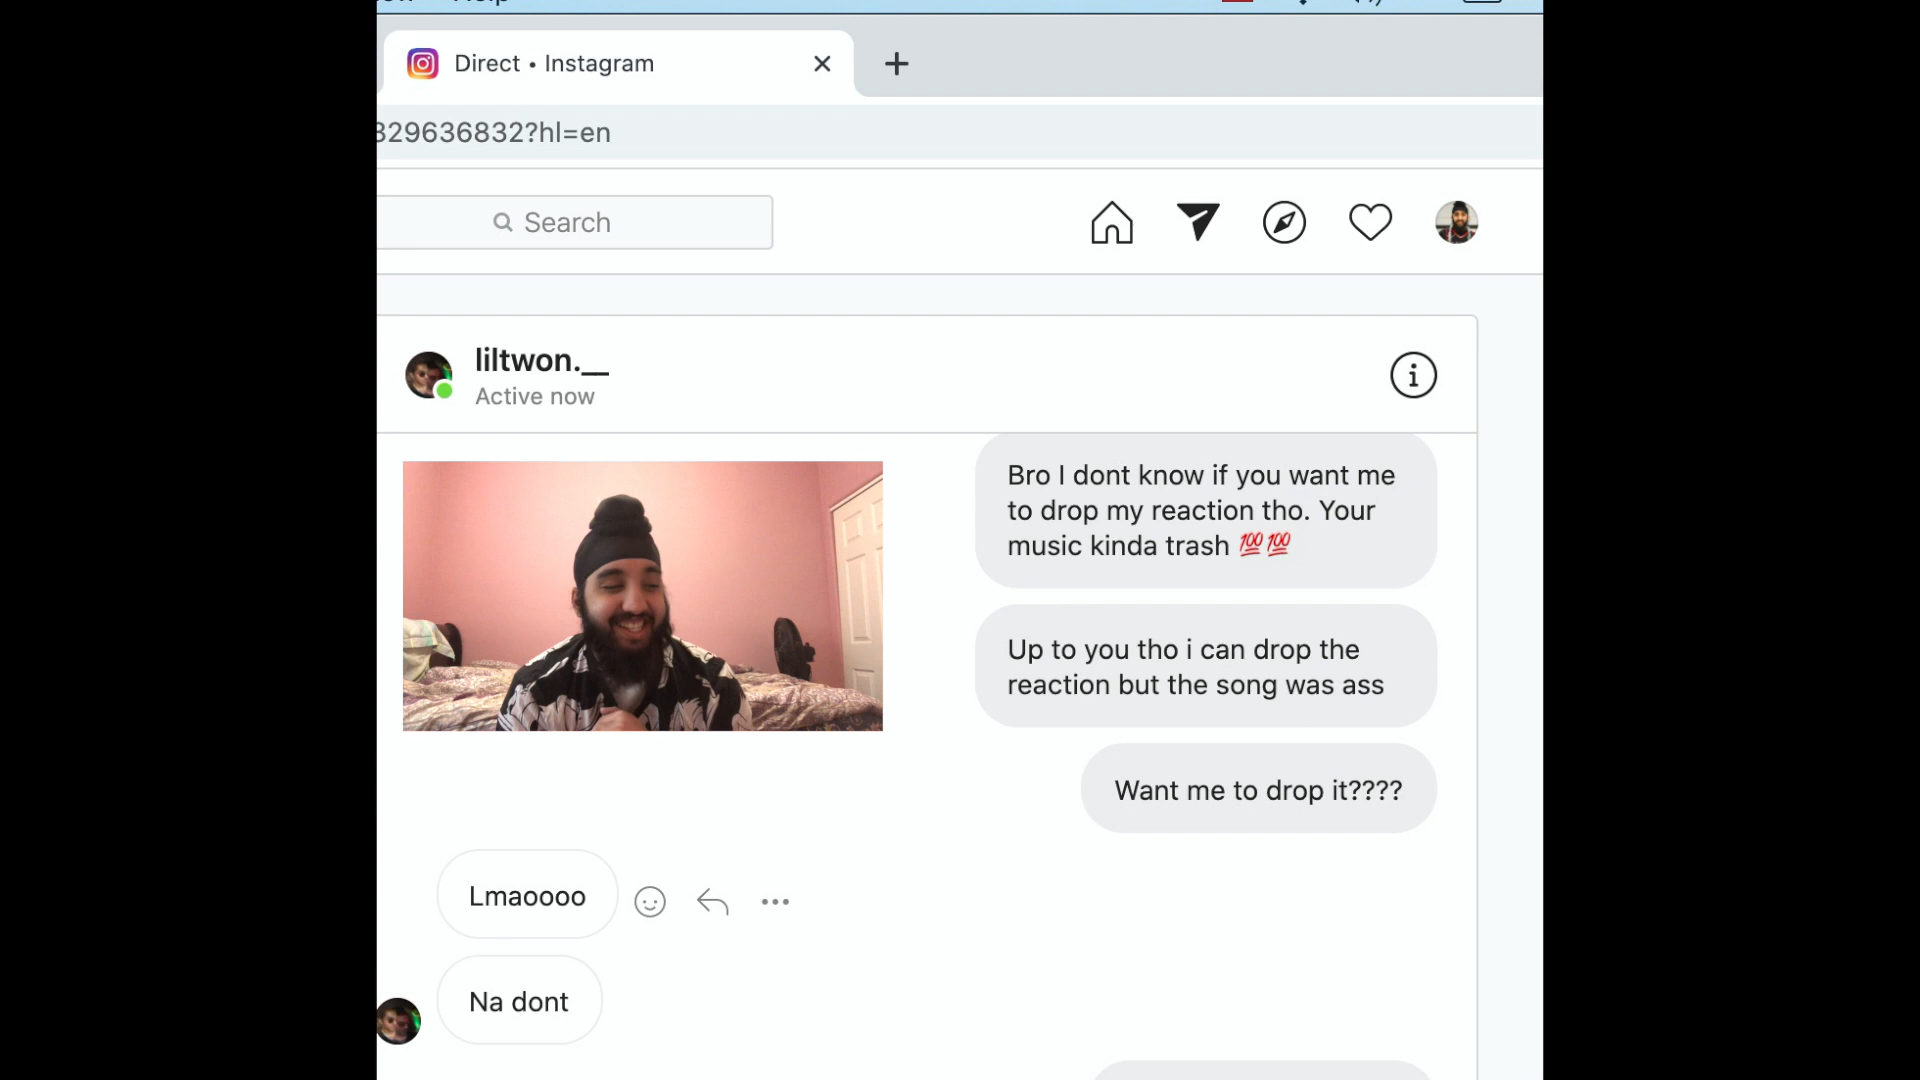 Direct • Instagram
329636832?hl=en
Search
liltwon.__
Active now
Bro I dont know if you want me
to drop my reaction tho. Your
music kinda trash 💯💯
Up to you tho i can drop the
reaction but the song was ass
Want me to drop it????
Lmaoooo
Na dont